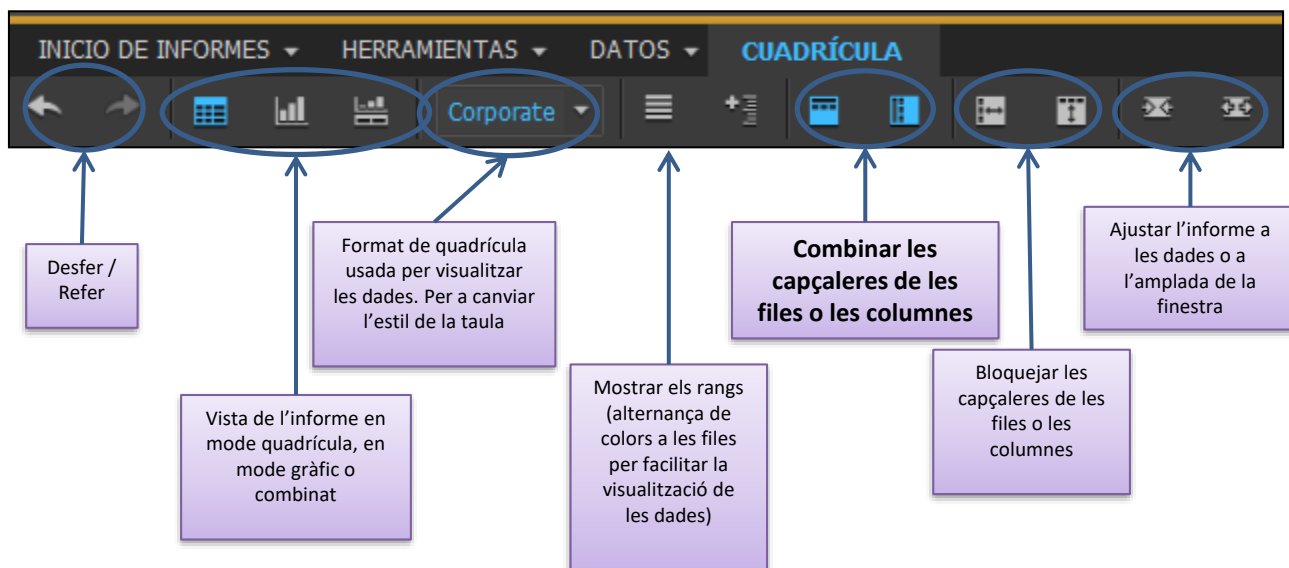 INICIO DE INFORMES
HERRAMIENTAS
DATOS
CUADRÍCULA
Corporate
Desfer /
Refer
Format de quadrícula
usada per visualitzar
les dades. Per a canviar
l’estil de la taula
Combinar les
capçaleres de les
files o les columnes
Ajustar l’informe a
les dades o a
l’amplada de la
finestra
Vista de l’informe en
mode quadrícula, en
mode gràfic o
combinat
Mostrar els rangs
(alternança de
colors a les files
per facilitar la
visualització de
les dades)
Bloquejar les
capçaleres de les
files o les
columnes